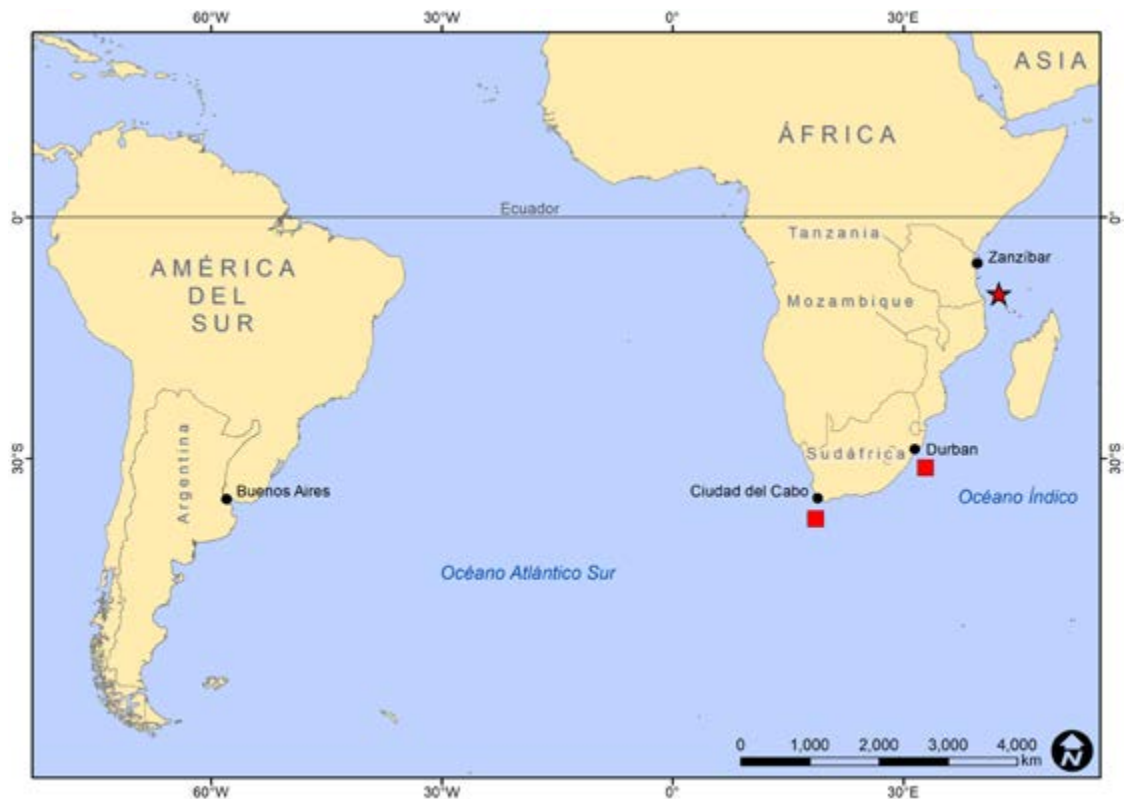 60°W
30°W
0°
30°E
ASIA
ÁFRICA
Ecuador
0°
0°
Tanzania
Zanzíbar
AMÉRICA
DEL
SUR
Mozambique
Argentina
Sudáfrica
Durban
30°S
30°S
Buenos Aires
Ciudad del Cabo
Océano Índico
Océano Atlántico Sur
0
1,000
2,000
3,000
4,000
km
N
60°W
30°W
0°
30°E